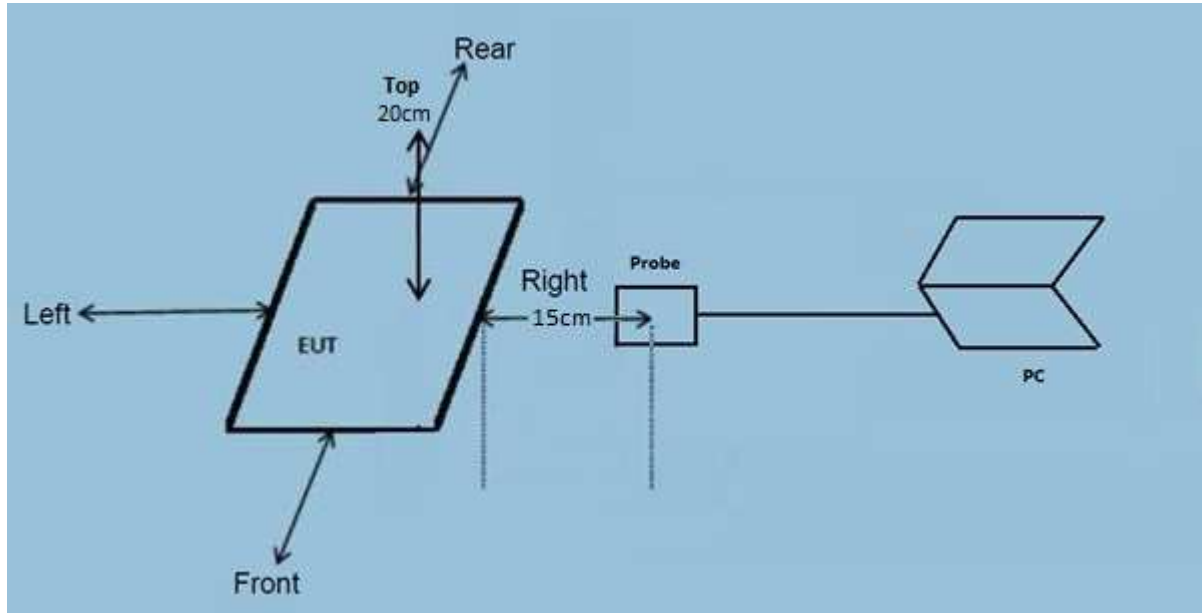 Rear
Top
20cm
Right
Probe
Left
15cm
EUT
PC
Front